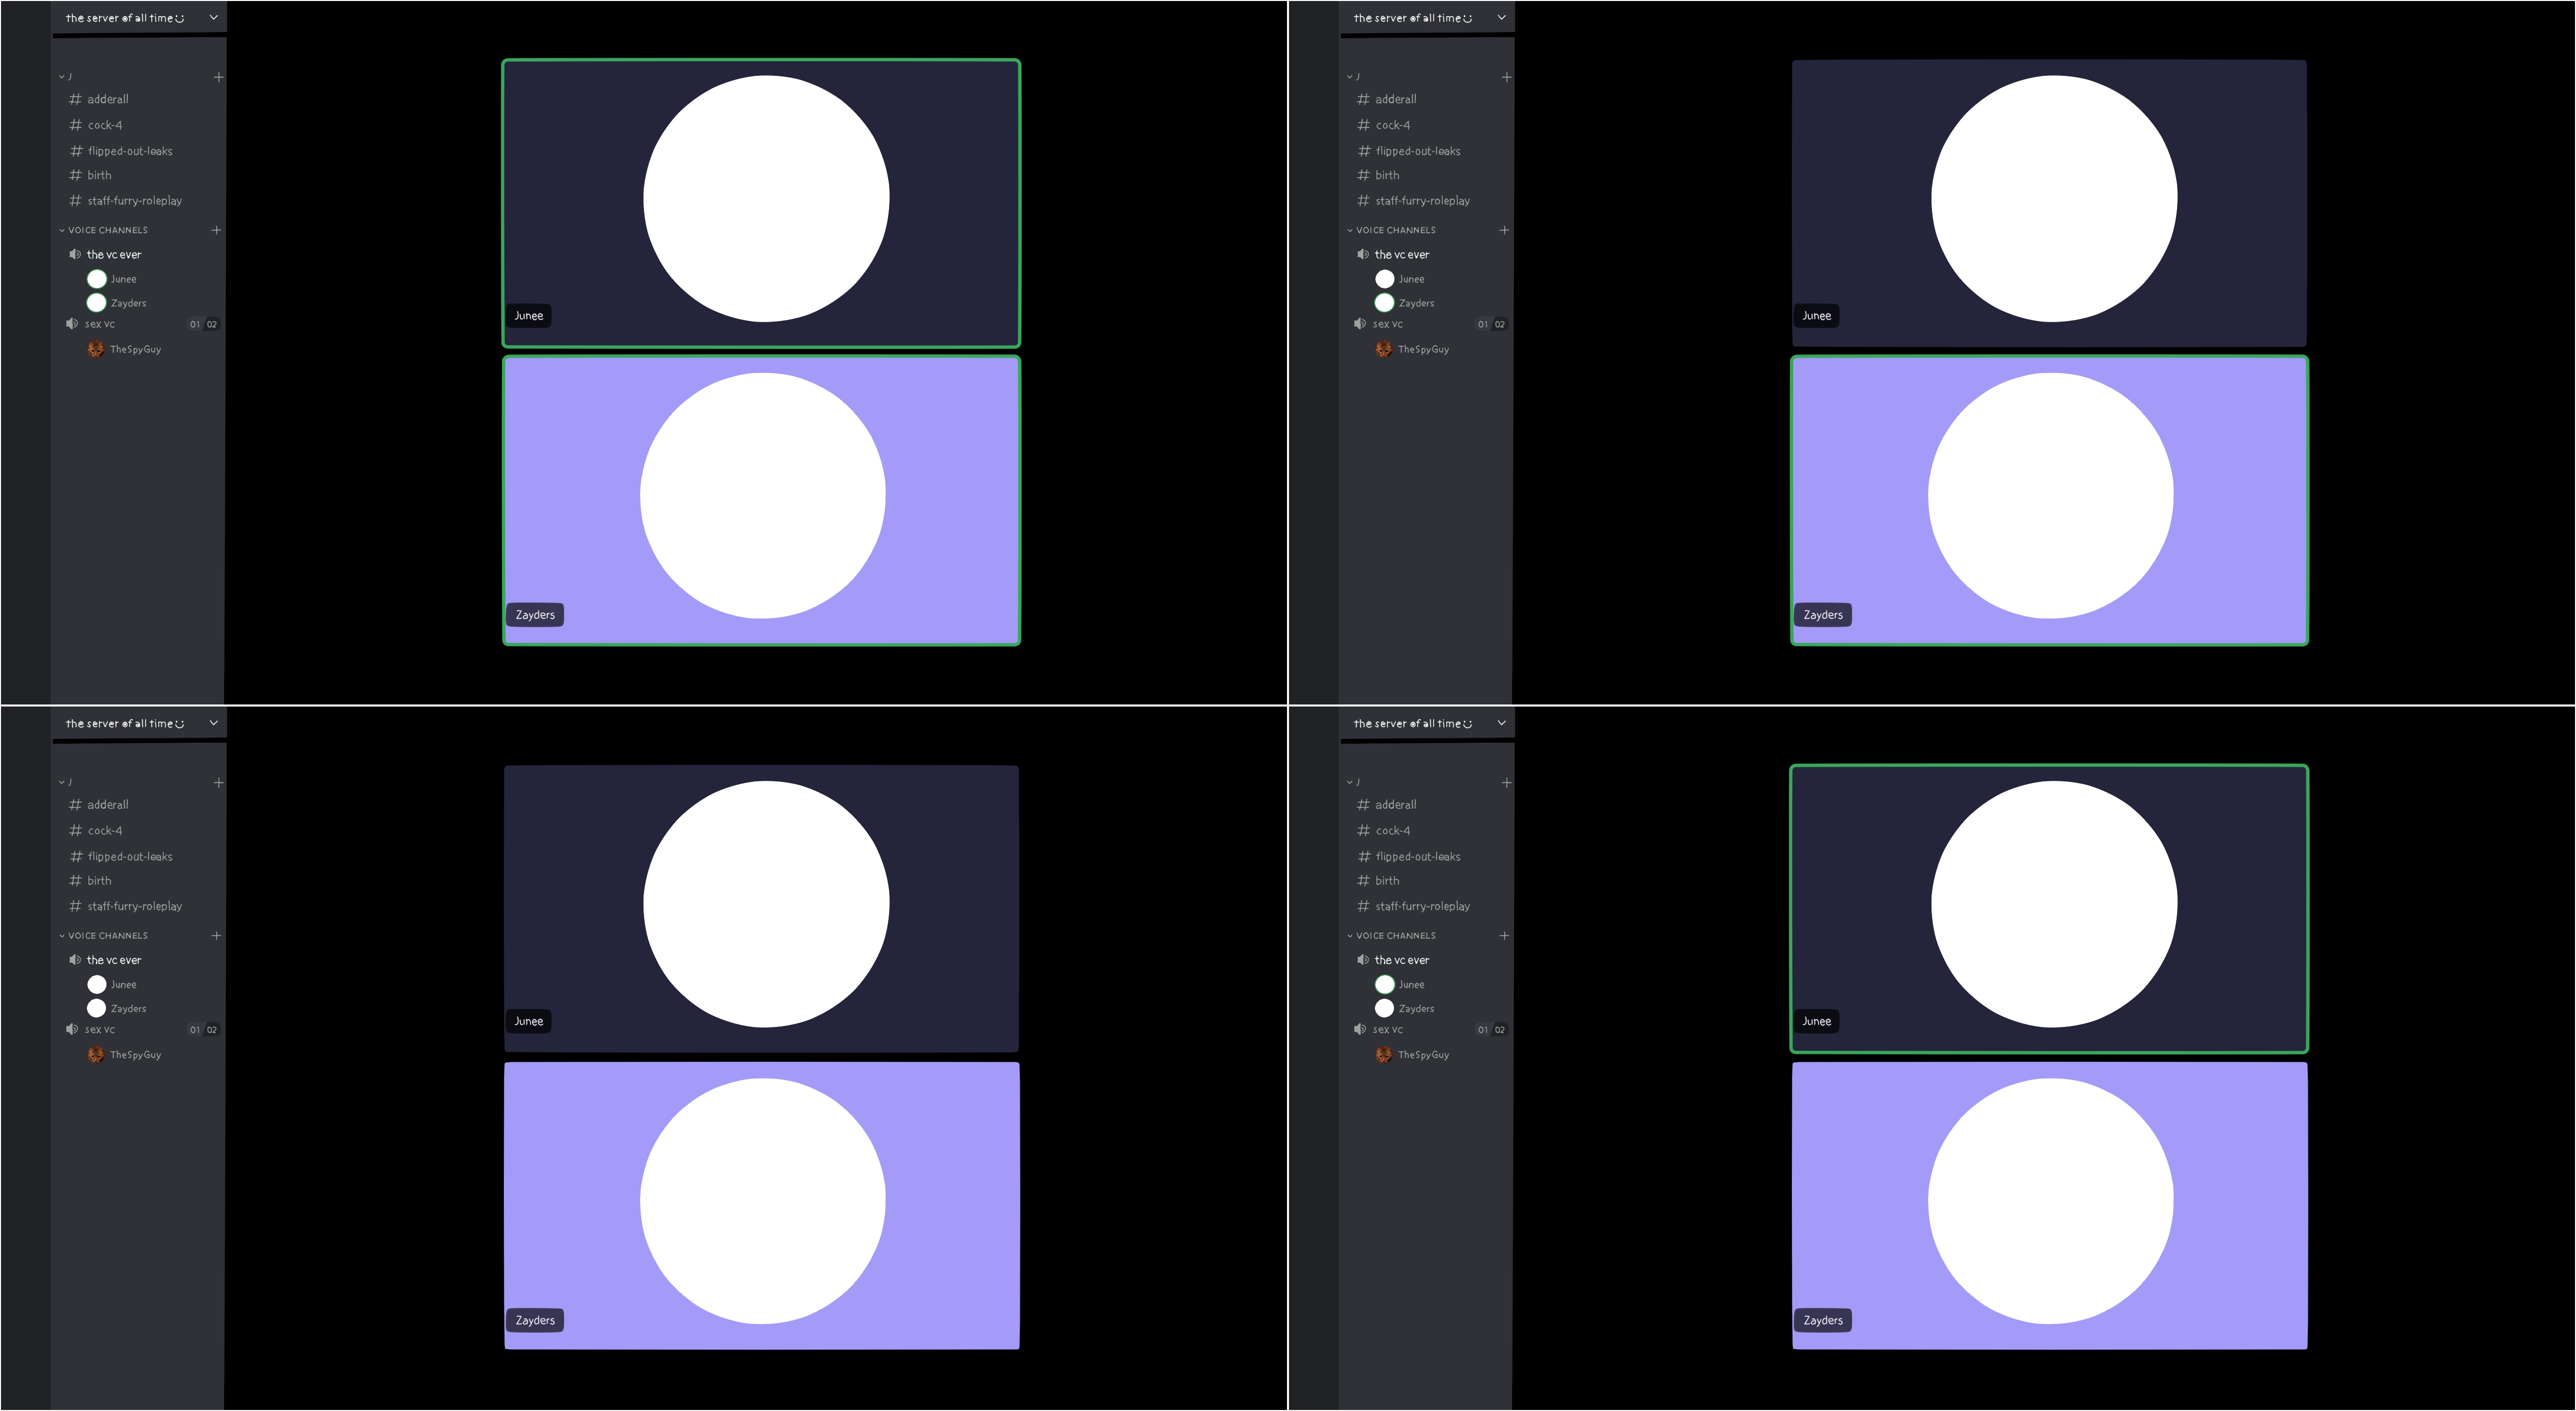 the server of all time
J
# adderall
# cock-4
# flipped-out-leaks
# birth
# staff-furry-roleplay
VOICE CHANNELS
the vc ever
Junee
Zayders
sex vc 01 02
TheSpyGuy
Junee
Zayders
the server of all time
J
# adderall
# cock-4
# flipped-out-leaks
# birth
# staff-furry-roleplay
VOICE CHANNELS
the vc ever
Junee
Zayders
sex vc 01 02
TheSpyGuy
Junee
Zayders
the server of all time
J
# adderall
# cock-4
# flipped-out-leaks
# birth
# staff-furry-roleplay
VOICE CHANNELS
the vc ever
Junee
Zayders
sex vc 01 02
TheSpyGuy
Junee
Zayders
the server of all time
J
# adderall
# cock-4
# flipped-out-leaks
# birth
# staff-furry-roleplay
VOICE CHANNELS
the vc ever
Junee
Zayders
sex vc 01 02
TheSpyGuy
Junee
Zayders